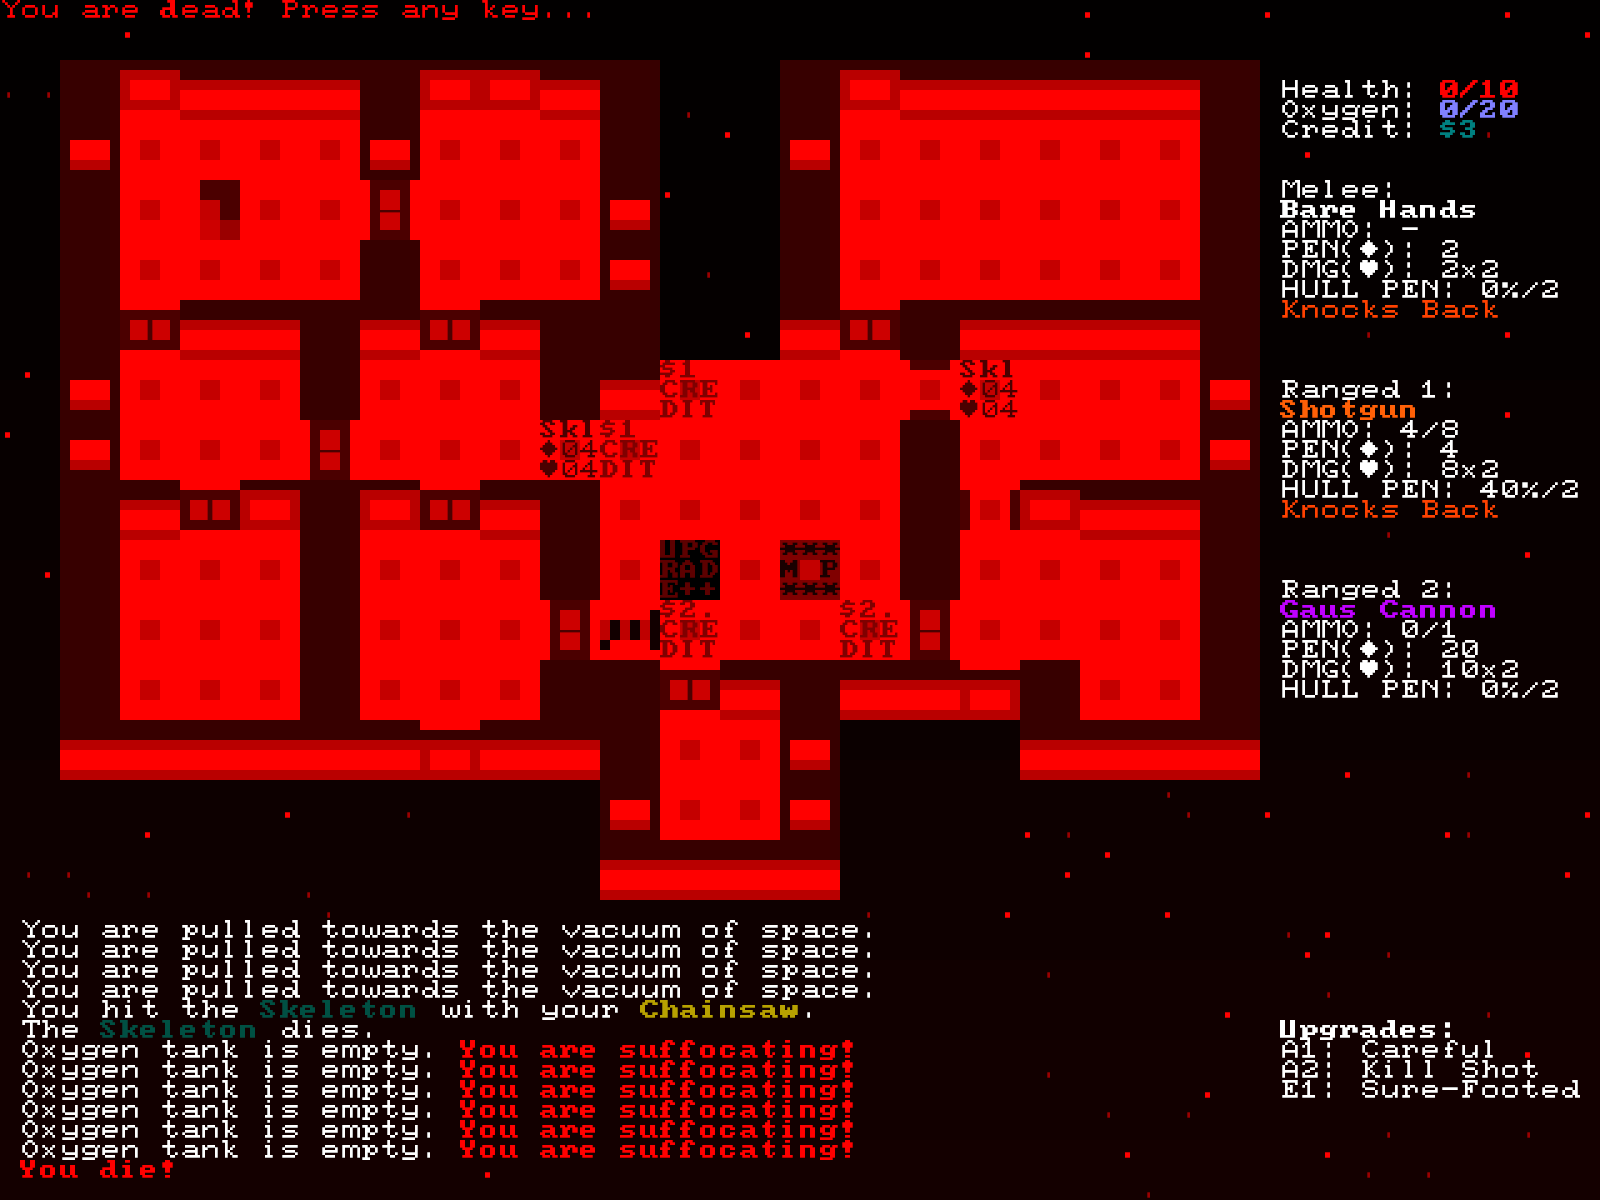 You are dead! Press any key...
Health: 0/10
Oxygen: 0/20
Credit: $3
Melee:
Bare Hands
AMMO: -
PEN(♦): 2
DMG(♥): 2x2
HULL PEN: 0%/2
Knocks Back
Ranged 1:
Shotgun
AMMO: 4/8
PEN(♦): 4
DMG(♥): 8x2
HULL PEN: 40%/2
Knocks Back
Ranged 2:
Gaus Cannon
AMMO: 0/1
PEN(♦): 20
DMG(♥): 10x2
HULL PEN: 0%/2
$1
CRE
DIT
Skl
♦04
♥04
Skl
♦04
♥04
$1
CRE
DIT
UPG
RAD
E++
***
M P
***
$2.
CRE
DIT
$2.
CRE
DIT
You are pulled towards the vacuum of space.
You are pulled towards the vacuum of space.
You are pulled towards the vacuum of space.
You are pulled towards the vacuum of space.
You hit the Skeleton with your Chainsaw.
The Skeleton dies.
Oxygen tank is empty. You are suffocating!
Oxygen tank is empty. You are suffocating!
Oxygen tank is empty. You are suffocating!
Oxygen tank is empty. You are suffocating!
Oxygen tank is empty. You are suffocating!
Oxygen tank is empty. You are suffocating!
You die!
Upgrades:
A1: Careful
A2: Kill Shot
E1: Sure-Footed